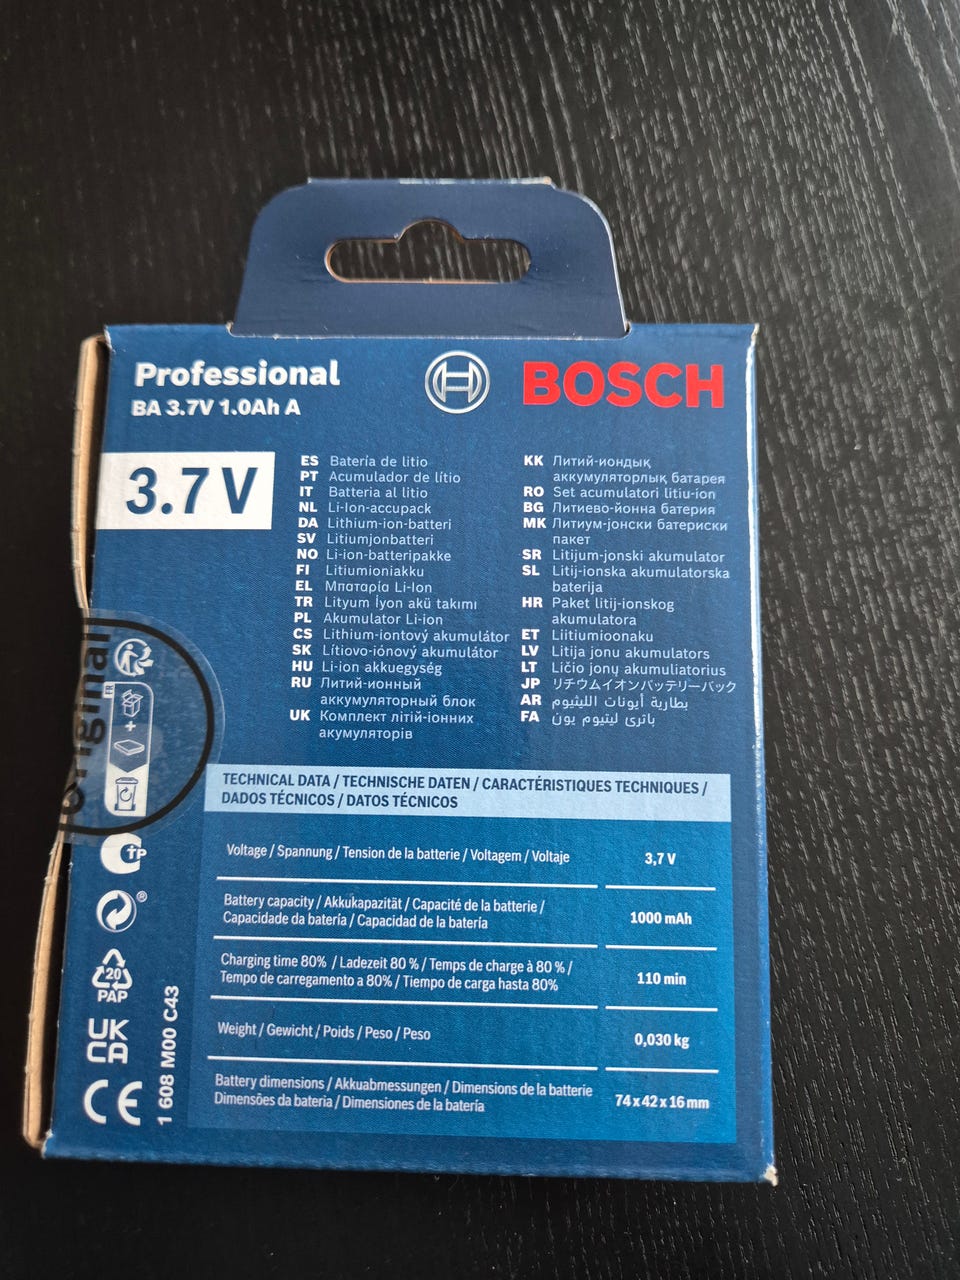 Professional
BA 3.7V 1.0Ah A
BOSCH
3.7 V
ES Batería de litio
PT Acumulador de lítio
IT Batteria al litio
NL Li-Ion-accupack
DA Lithium-ion-batteri
SV Litiumjonbatteri
NO Li-ion-batteripakke
FI Litiumioniakku
EL Μπαταρία Li-Ion
TR Lityum İyon akü takımı
PL Akumulator Li-ion
CS Lithium-iontový akumulátor
SK Lítiovo-iónový akumulátor
HU Li-ion akkuegység
RU Литий-ионный
аккумуляторный блок
UK Комплект літій-іонних
акумуляторів
KK Литий-иондық
аккумуляторлық батарея
RO Set acumulatori litiu-ion
BG Литиево-йонна батерия
MK Литиум-јонски батериски
пакет
SR Litijum-jonski akumulator
SL Litij-ionska akumulatorska
baterija
HR Paket litij-ionskog
akumulatora
ET Liitiumioonaku
LV Litija jonu akumulators
LT Ličio jonų akumuliatorius
JP リチウムイオンバッテリーパック
AR بطارية أيونات الليثيوم
FA باتری لیتیوم یون
original
FR
TP
®
20
PAP
UK
CA
CE
1 608 M00 C43
TECHNICAL DATA / TECHNISCHE DATEN / CARACTÉRISTIQUES TECHNIQUES /
DADOS TÉCNICOS / DATOS TÉCNICOS
Voltage / Spannung / Tension de la batterie / Voltagem / Voltaje 3,7 V
Battery capacity / Akkukapazität / Capacité de la batterie /
Capacidade da bateria / Capacidad de la batería 1000 mAh
Charging time 80% / Ladezeit 80 % / Temps de charge à 80 % /
Tempo de carregamento a 80% / Tiempo de carga hasta 80% 110 min
Weight / Gewicht / Poids / Peso / Peso 0,030 kg
Battery dimensions / Akkuabmessungen / Dimensions de la batterie
Dimensões da bateria / Dimensiones de la batería 74 x 42 x 16 mm